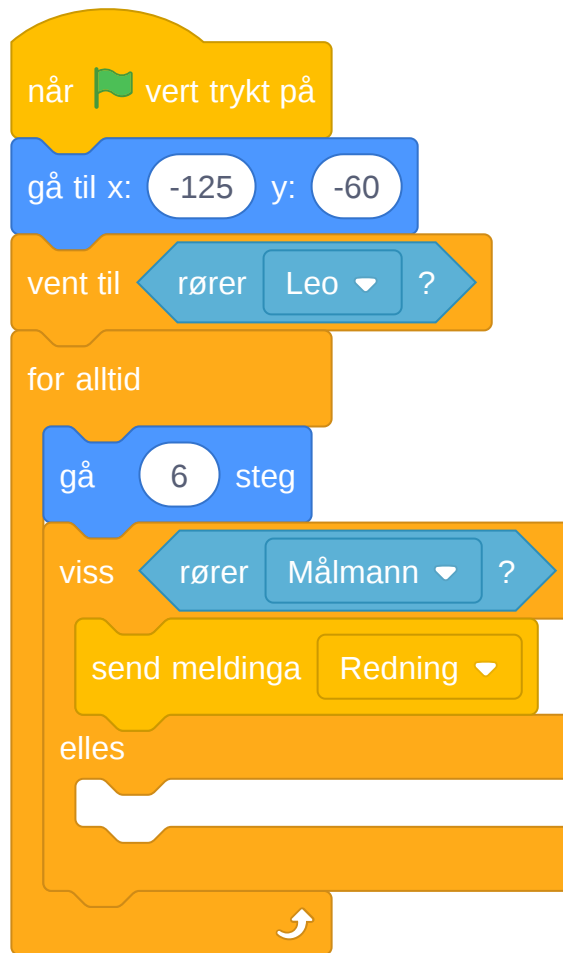 når vert trykt på
gå til x: -125 y: -60
vent til rører Leo ?
for alltid
gå 6 steg
viss rører Målmann ?
send meldinga Redning
elles